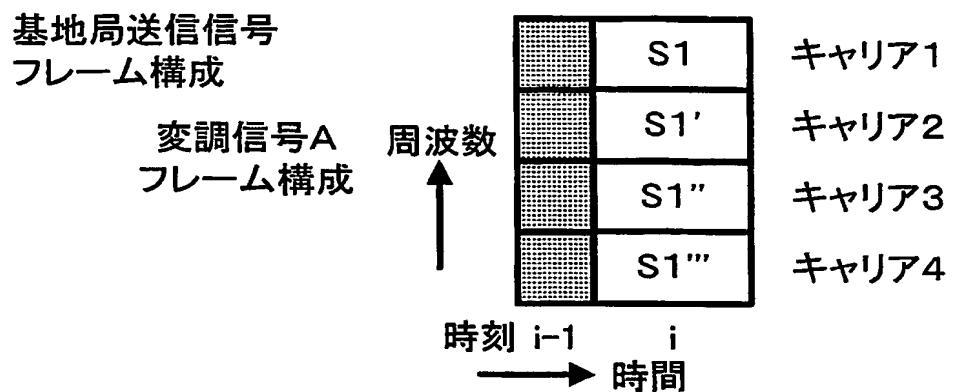 基地局送信信号
フレーム構成
変調信号A
フレーム構成
周波数
S1 キャリア1
S1' キャリア2
S1" キャリア3
S1"' キャリア4
時刻 i-1 i
時間